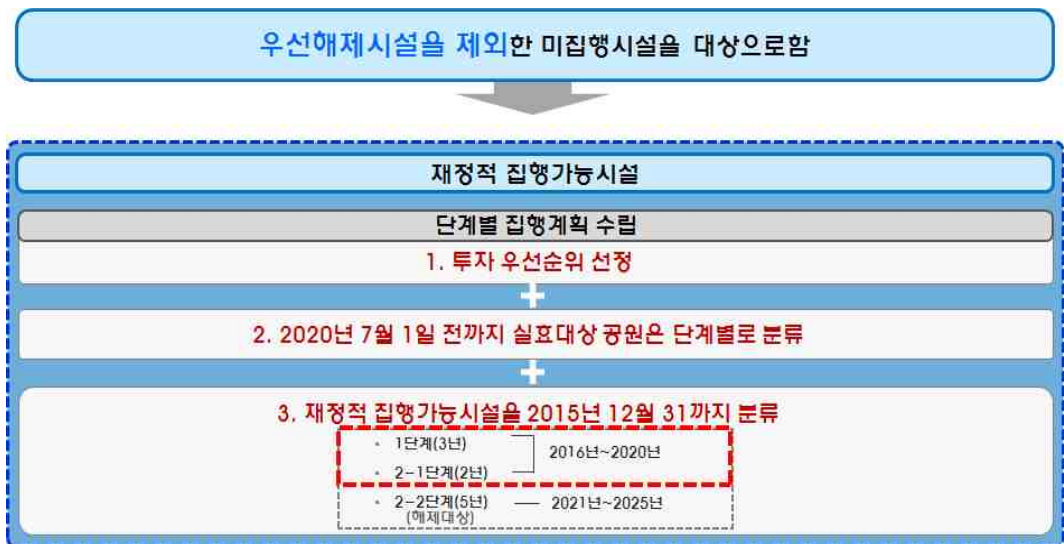 우선해제시설을 제외한 미집행시설을 대상으로함
재정적 집행가능시설
단계별 집행계획 수립
1. 투자 우선순위 선정
+
2. 2020년 7월 1일 전까지 실효대상 공원은 단계별로 분류
+
3. 재정적 집행가능시설을 2015년 12월 31까지 분류
• 1단계(3년)
2016년~2020년
• 2-1단계(2년)
• 2-2단계(5년) — 2021년~2025년
(해제대상)